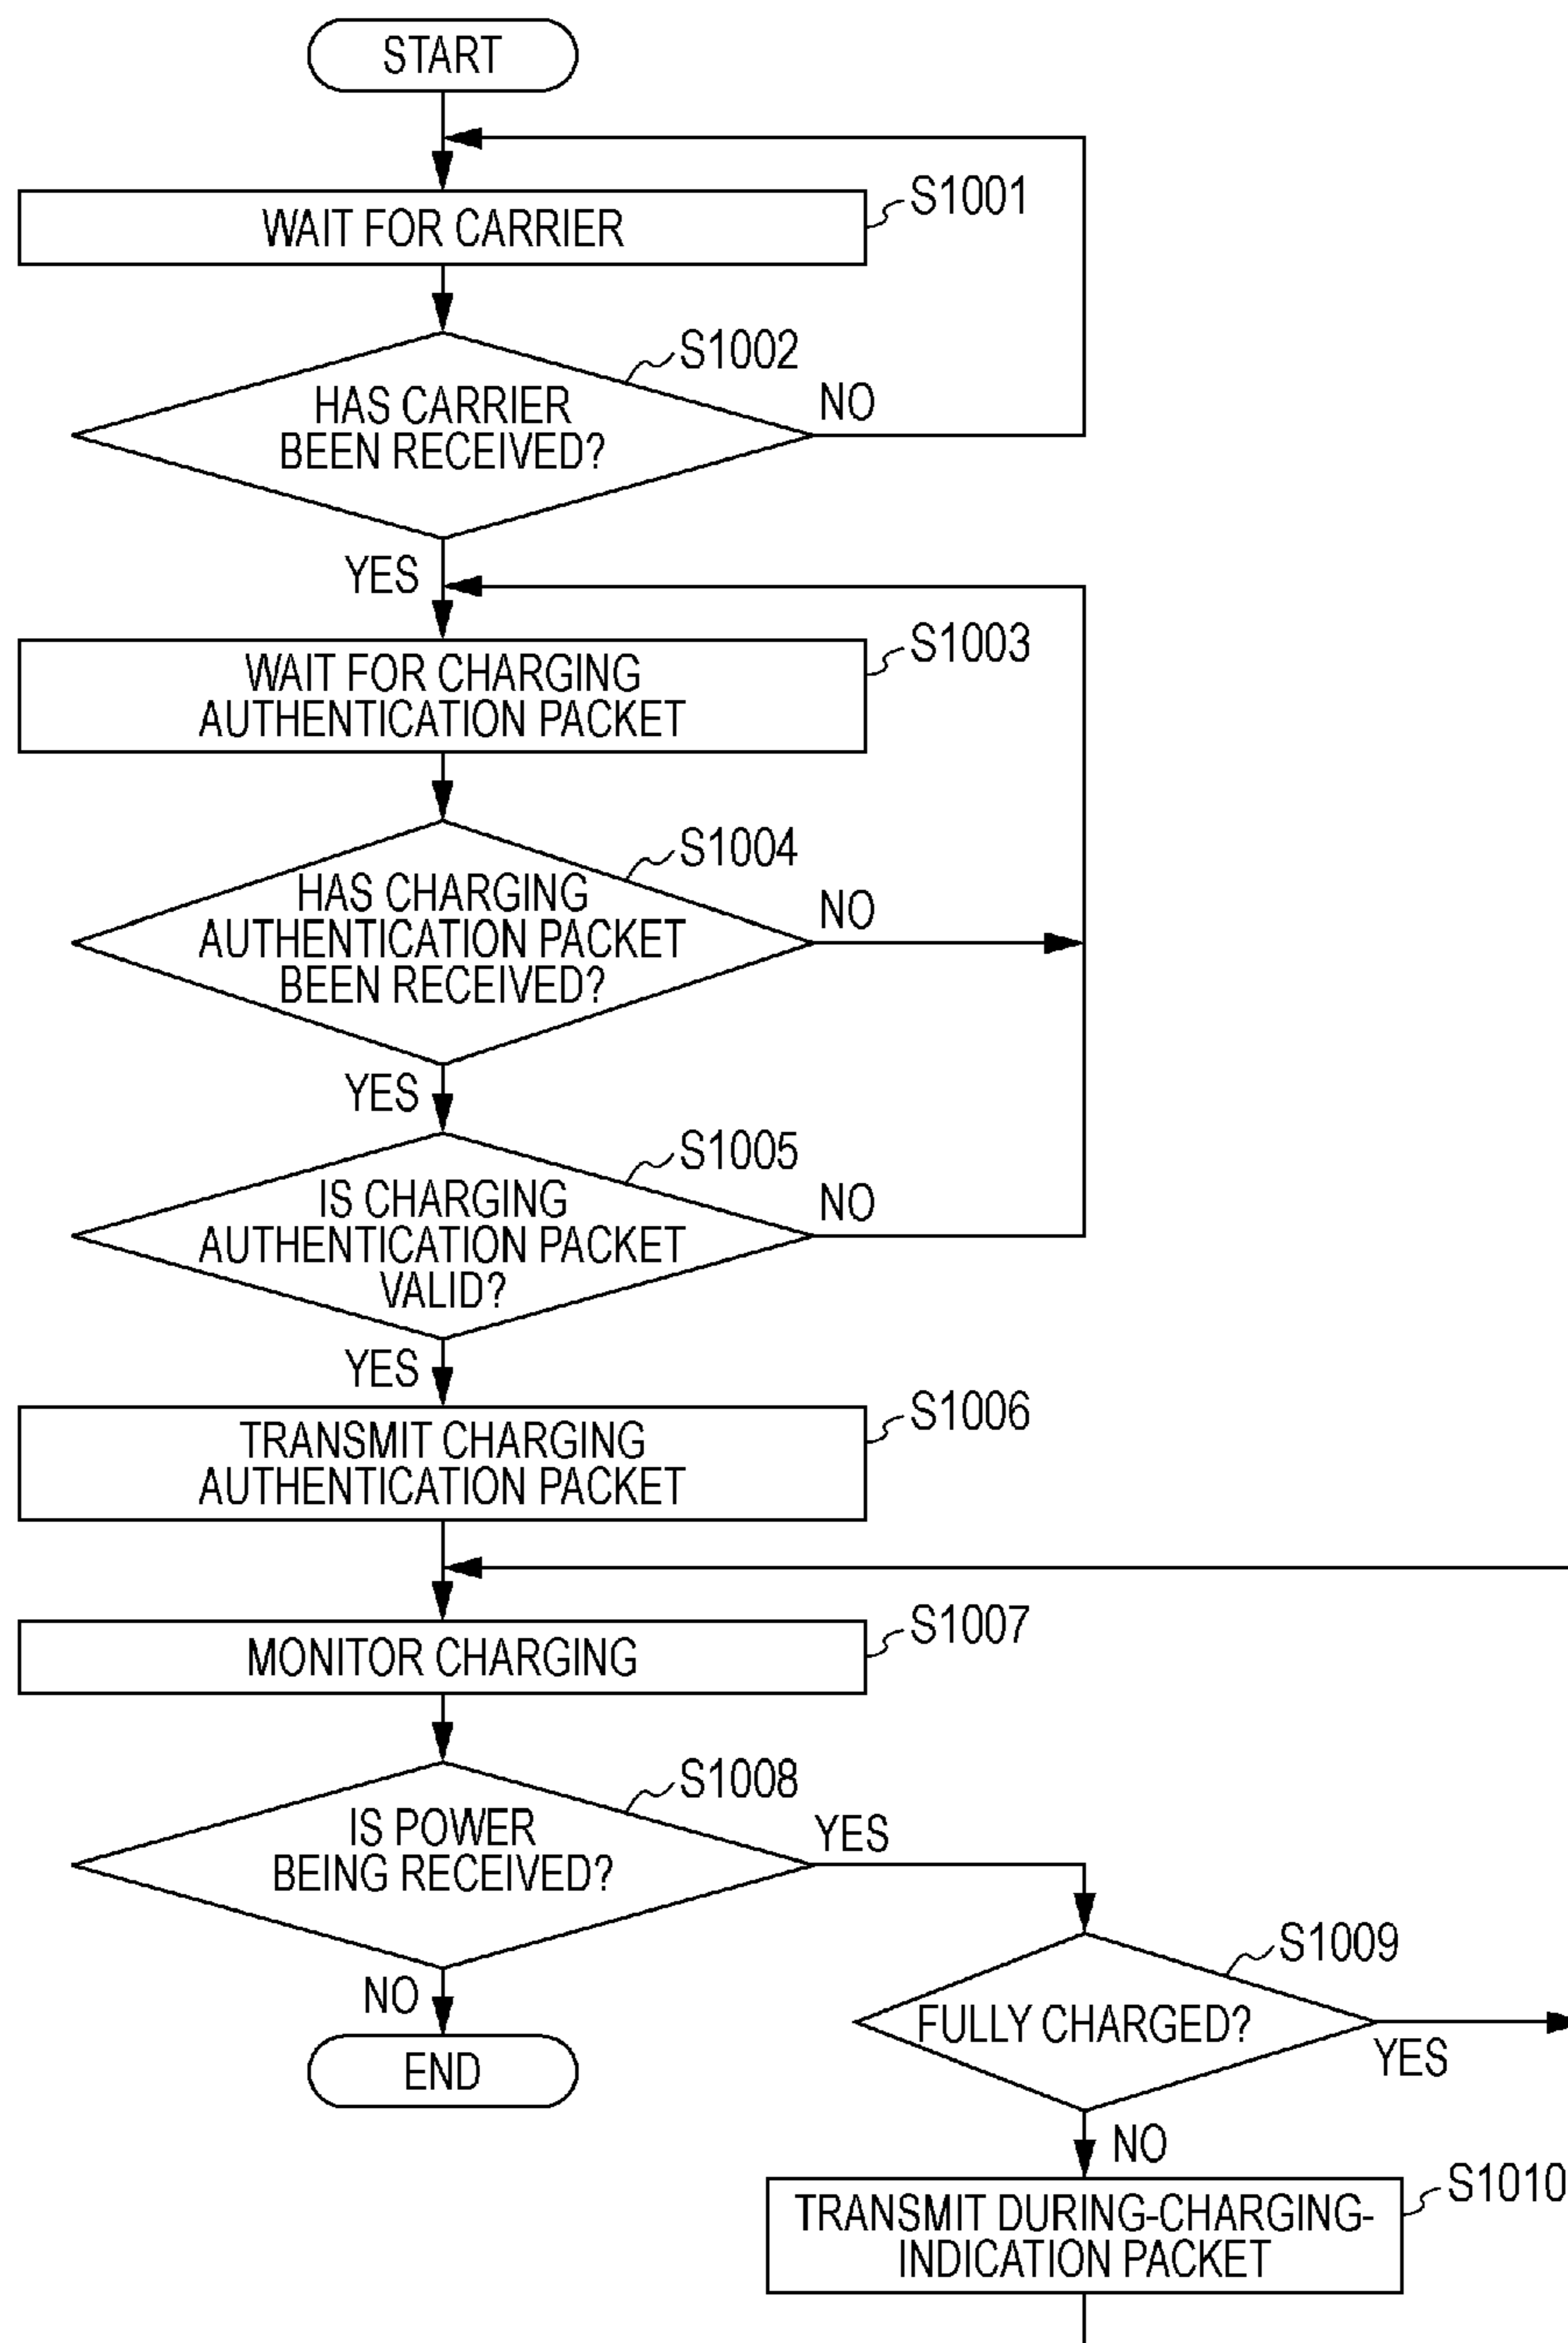 START
WAIT FOR CARRIER
S1001
S1002
HAS CARRIER
BEEN RECEIVED?
NO
YES
S1003
WAIT FOR CHARGING
AUTHENTICATION PACKET
S1004
HAS CHARGING
AUTHENTICATION PACKET
BEEN RECEIVED?
NO
YES
S1005
IS CHARGING
AUTHENTICATION PACKET
VALID?
NO
YES
S1006
TRANSMIT CHARGING
AUTHENTICATION PACKET
S1007
MONITOR CHARGING
S1008
IS POWER
BEING RECEIVED?
YES
NO
END
S1009
FULLY CHARGED?
YES
NO
S1010
TRANSMIT DURING-CHARGING-
INDICATION PACKET